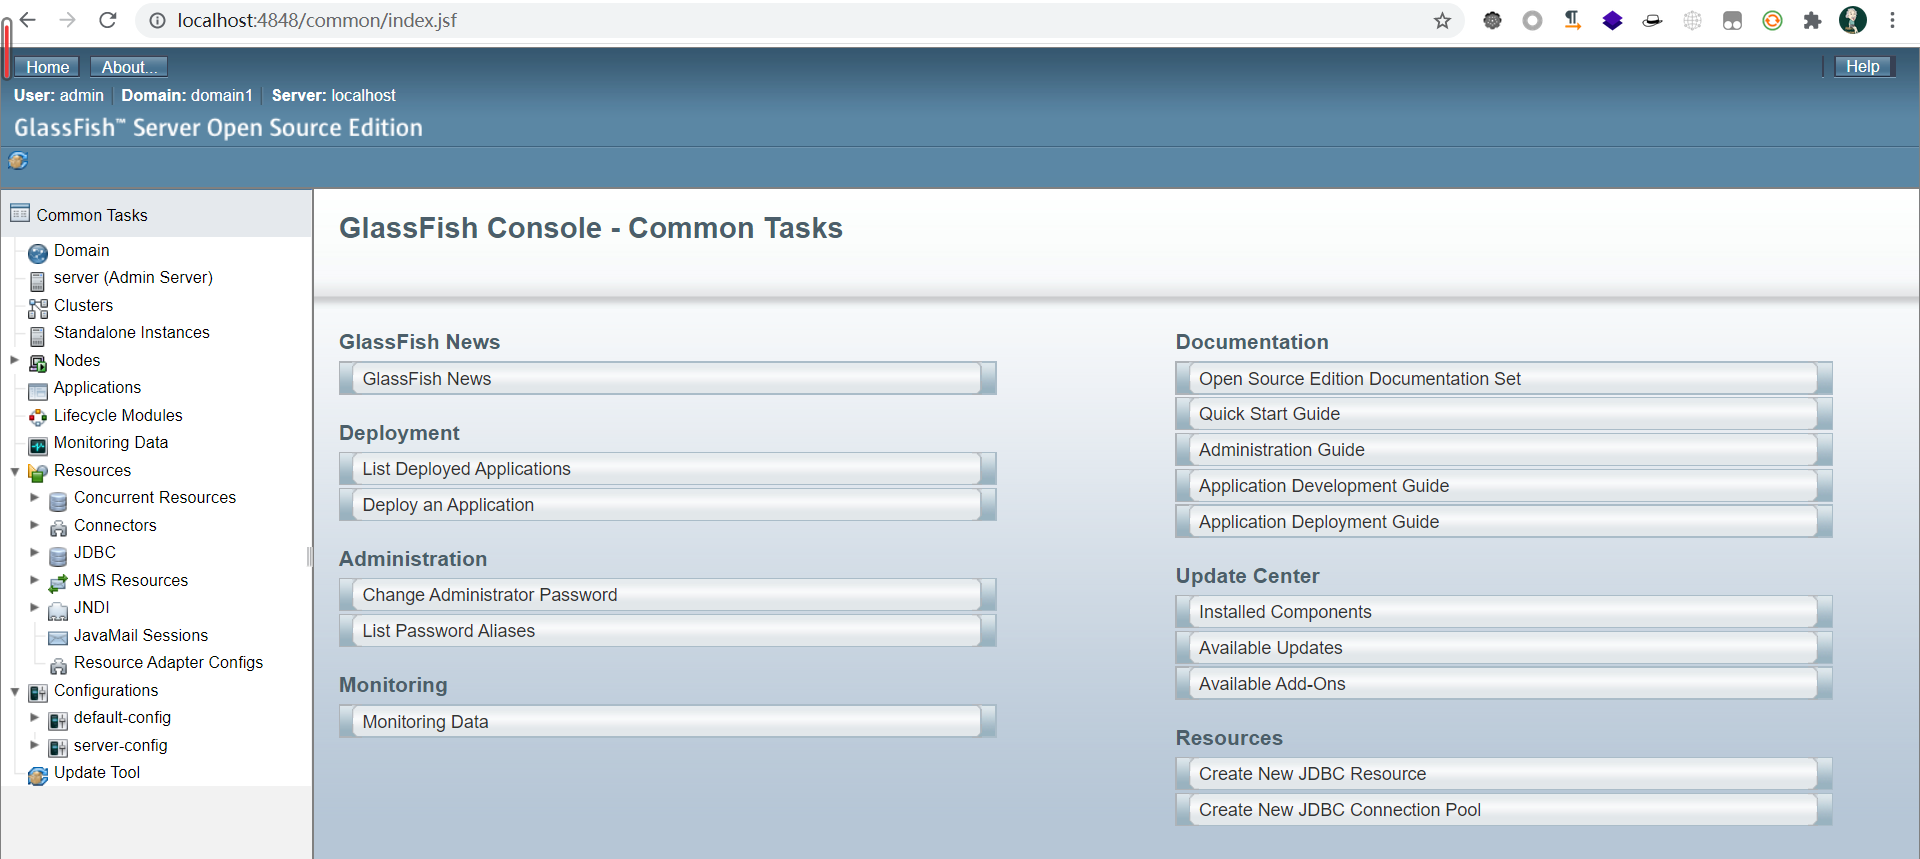 localhost:4848/common/index.jsf
Home About... Help
User: admin Domain: domain1 Server: localhost
GlassFish™ Server Open Source Edition
Common Tasks
Domain
server (Admin Server)
Clusters
Standalone Instances
Nodes
Applications
Lifecycle Modules
Monitoring Data
Resources
Concurrent Resources
Connectors
JDBC
JMS Resources
JNDI
JavaMail Sessions
Resource Adapter Configs
Configurations
default-config
server-config
Update Tool
GlassFish Console - Common Tasks
GlassFish News
GlassFish News
Deployment
List Deployed Applications
Deploy an Application
Administration
Change Administrator Password
List Password Aliases
Monitoring
Monitoring Data
Documentation
Open Source Edition Documentation Set
Quick Start Guide
Administration Guide
Application Development Guide
Application Deployment Guide
Update Center
Installed Components
Available Updates
Available Add-Ons
Resources
Create New JDBC Resource
Create New JDBC Connection Pool